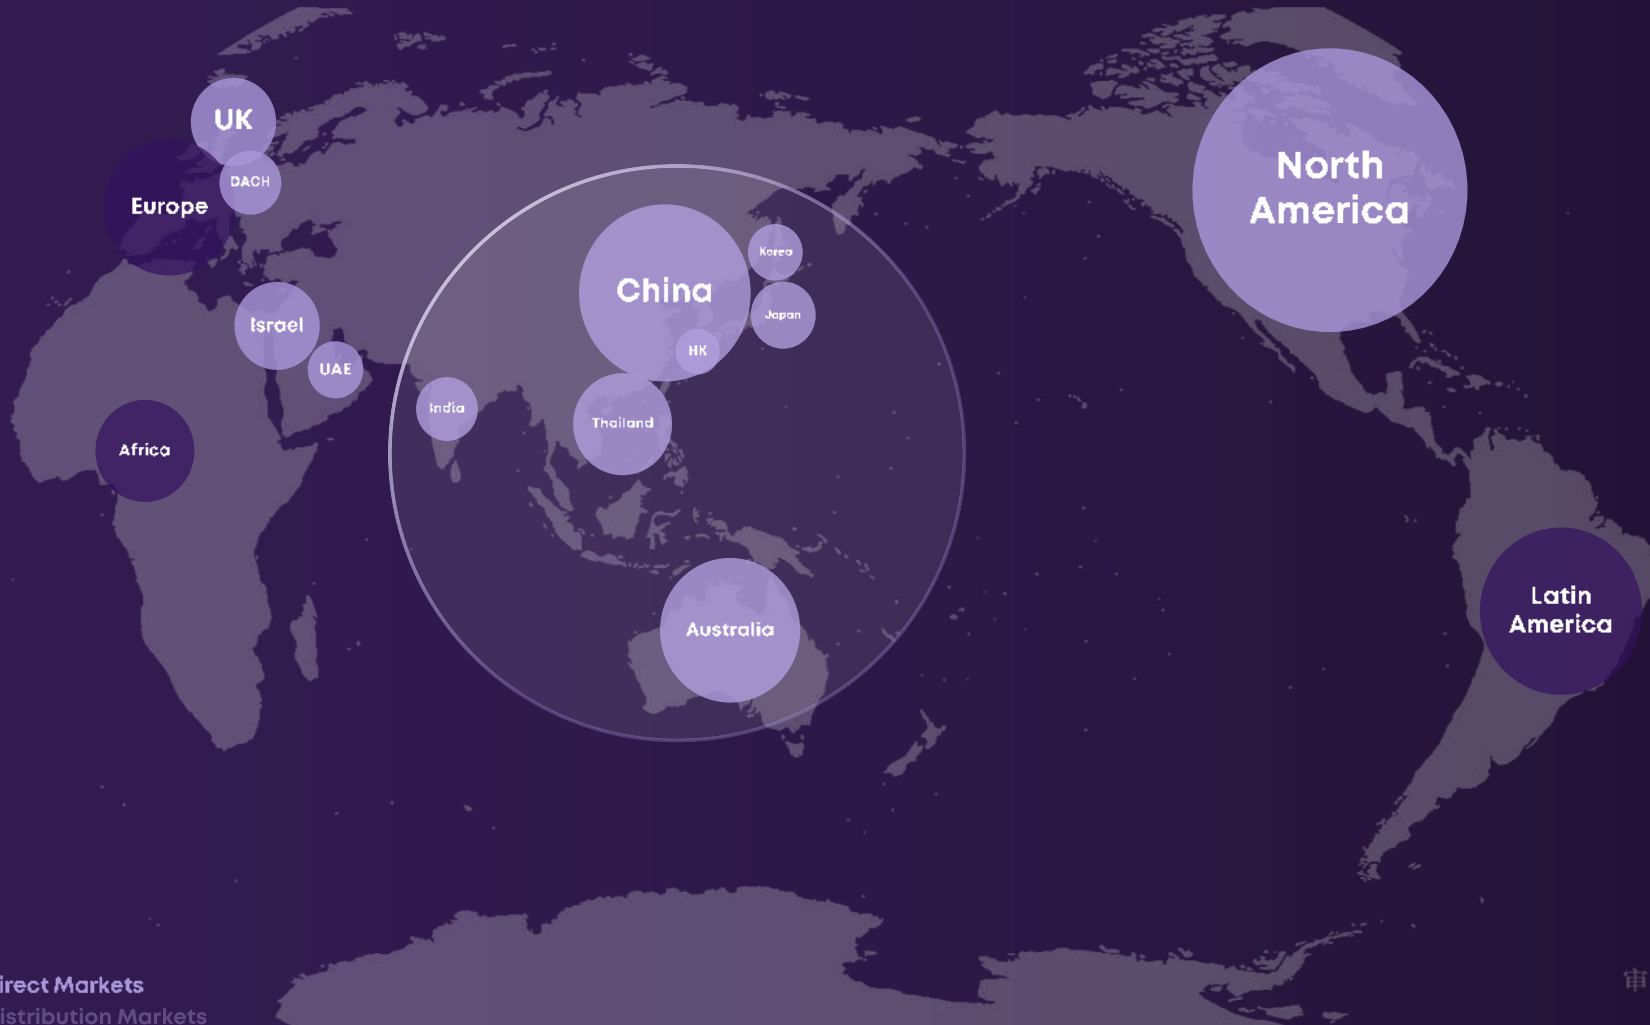 UK
DACH
Europe
North
America
Korea
China
Japan
Israel
HK
UAE
India
Thailand
Africa
Latin
America
Australia
irect Markets
istribution Markets
审